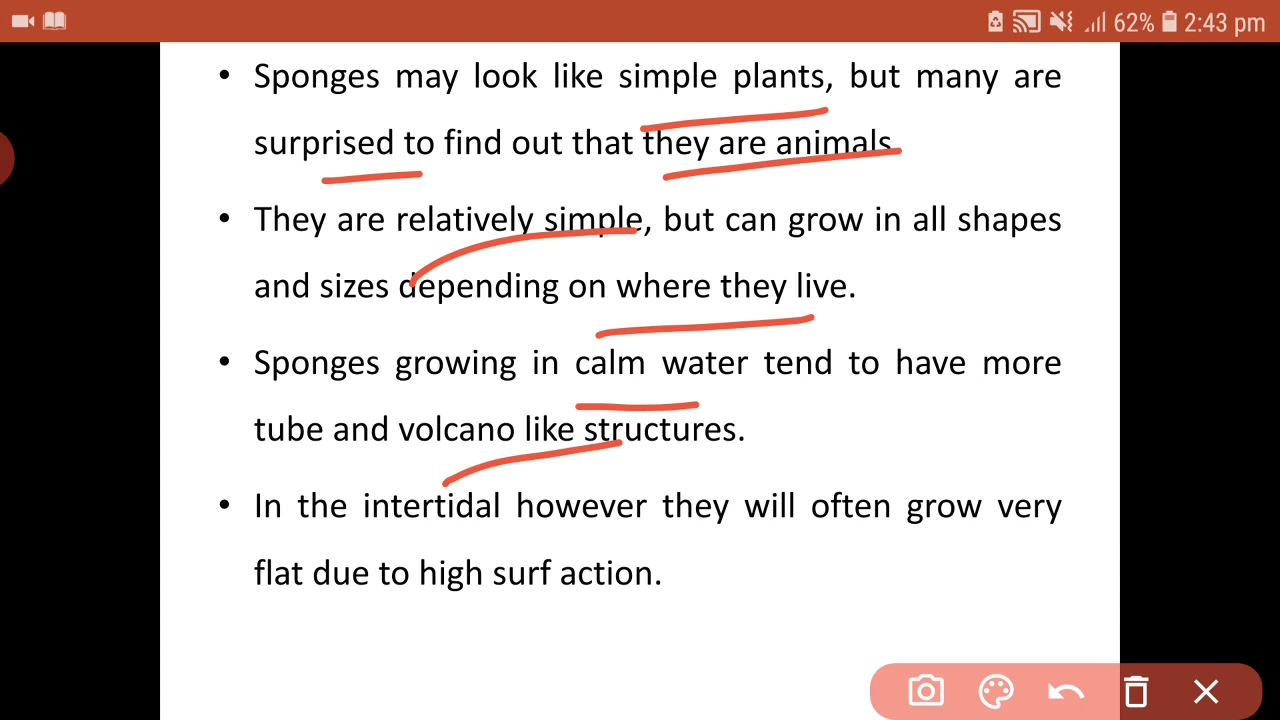 62% 2:43 pm
• Sponges may look like simple plants, but many are
surprised to find out that they are animals.
• They are relatively simple, but can grow in all shapes
and sizes depending on where they live.
• Sponges growing in calm water tend to have more
tube and volcano like structures.
• In the intertidal however they will often grow very
flat due to high surf action.